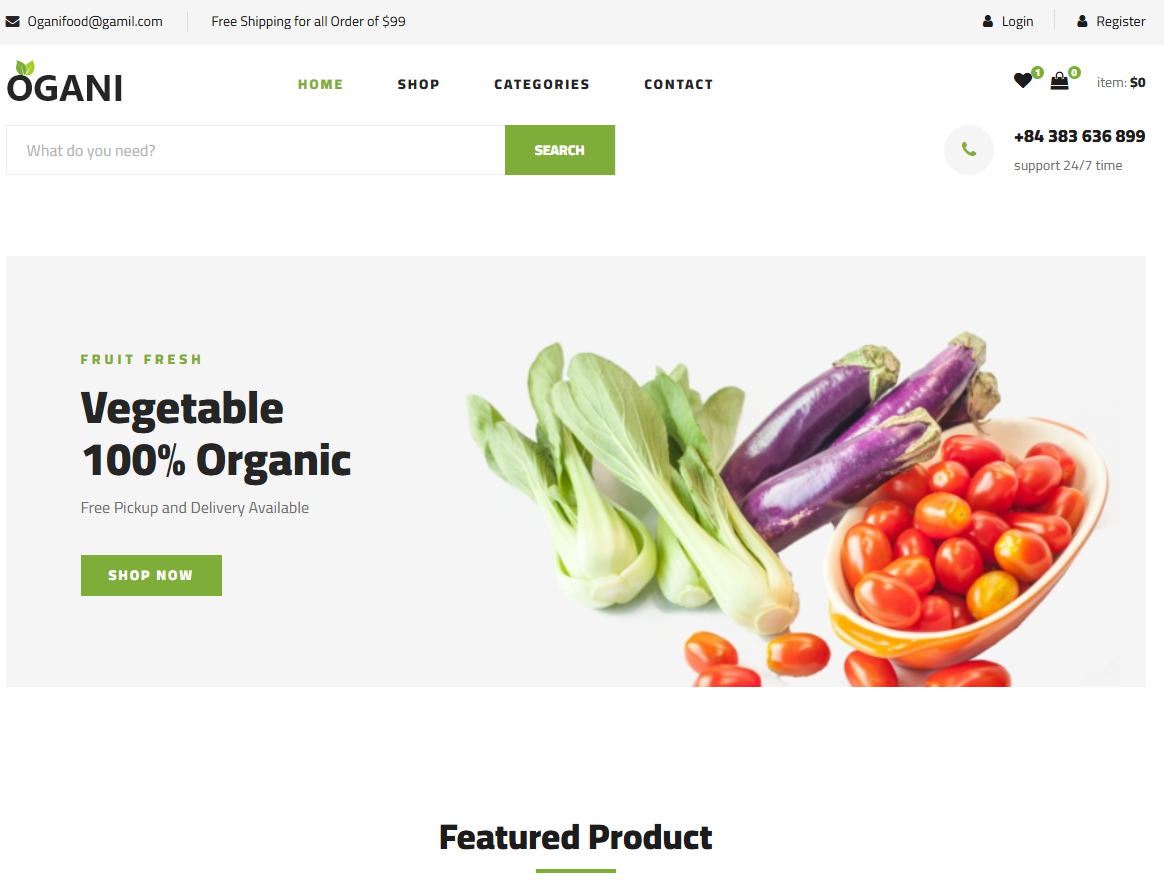 Oganifood@gamil.com
Free Shipping for all Order of $99
Login
Register
OGANI
HOME
SHOP
CATEGORIES
CONTACT
1
0
item: $0
What do you need?
SEARCH
+84 383 636 899
support 24/7 time
FRUIT FRESH
Vegetable
100% Organic
Free Pickup and Delivery Available
SHOP NOW
Featured Product